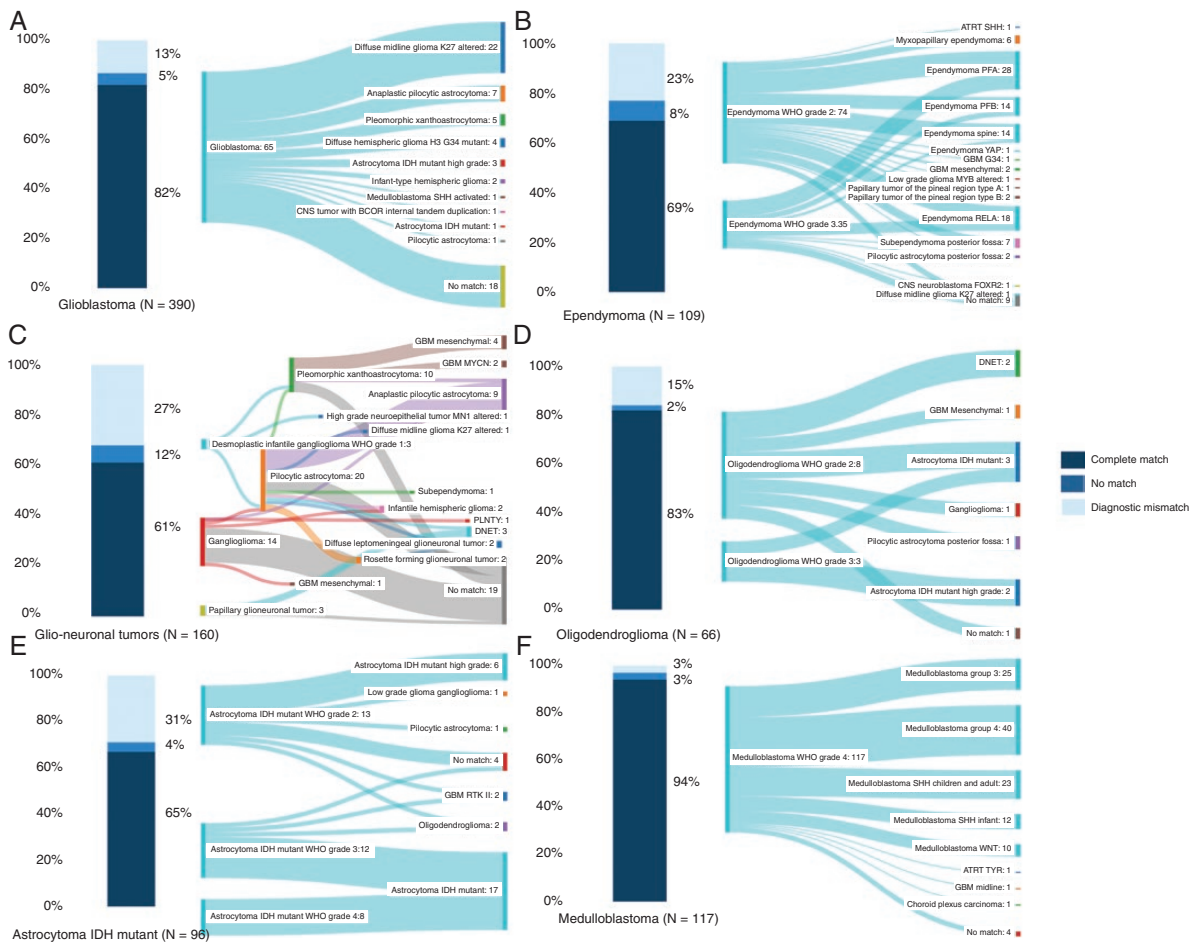 A
100%
80%
60%
40%
20%
0%
13%
5%
82%
Glioblastoma (N = 390)
Glioblastoma: 65
Diffuse midline glioma K27 altered: 22
Anaplastic pilocytic astrocytoma: 7
Pleomorphic xanthoastrocytoma: 5
Diffuse hemispheric glioma H3 G34 mutant: 4
Astrocytoma IDH mutant high grade: 3
Infant-type hemispheric glioma: 2
Medulloblastoma SHH activated: 1
CNS tumor with BCOR internal tandem duplication: 1
Astrocytoma IDH mutant: 1
Pilocytic astrocytoma: 1
No match: 18
B
100%
80%
60%
40%
20%
0%
23%
8%
69%
Ependymoma (N = 109)
Ependymoma WHO grade 2: 74
Ependymoma WHO grade 3.35
ATRT SHH: 1
Myxopapillary ependymoma: 6
Ependymoma PFA: 28
Ependymoma PFB: 14
Ependymoma spine: 14
Ependymoma YAP: 1
GBM G34: 1
GBM mesenchymal: 2
Low grade glioma MYB altered: 1
Papillary tumor of the pineal region type A: 1
Papillary tumor of the pineal region type B: 2
Ependymoma RELA: 18
Subependymoma posterior fossa: 7
Pilocytic astrocytoma posterior fossa: 2
CNS neuroblastoma FOXR2: 1
Diffuse midline glioma K27 altered: 1
No match: 9
C
100%
80%
60%
40%
20%
0%
27%
12%
61%
Glio-neuronal tumors (N = 160)
Pleomorphic xanthoastrocytoma: 10
Desmoplastic infantile ganglioglioma WHO grade 1:3
Pilocytic astrocytoma: 20
Ganglioglioma: 14
Papillary glioneuronal tumor: 3
GBM mesenchymal: 4
GBM MYCN: 2
Anaplastic pilocytic astrocytoma: 9
High grade neuroepithelial tumor MN1 altered: 1
Diffuse midline glioma K27 altered: 1
Subependymoma: 1
Infantile hemispheric glioma: 2
PLNTY: 1
DNET: 3
Diffuse leptomeningeal glioneuronal tumor: 2
Rosette forming glioneuronal tumor: 2
GBM mesenchymal: 1
No match: 19
D
100%
80%
60%
40%
20%
0%
15%
2%
83%
Oligodendroglioma (N = 66)
Oligodendroglioma WHO grade 2:8
Oligodendroglioma WHO grade 3:3
DNET: 2
GBM Mesenchymal: 1
Astrocytoma IDH mutant: 3
Ganglioglioma: 1
Pilocytic astrocytoma posterior fossa: 1
Astrocytoma IDH mutant high grade: 2
No match: 1
Complete match
No match
Diagnostic mismatch
E
100%
80%
60%
40%
20%
0%
31%
4%
65%
Astrocytoma IDH mutant (N = 96)
Astrocytoma IDH mutant WHO grade 2: 13
Astrocytoma IDH mutant WHO grade 3:12
Astrocytoma IDH mutant WHO grade 4:8
Astrocytoma IDH mutant high grade: 6
Low grade glioma ganglioglioma: 1
Pilocytic astrocytoma: 1
No match: 4
GBM RTK II: 2
Oligodendroglioma: 2
Astrocytoma IDH mutant: 17
F
100%
80%
60%
40%
20%
0%
3%
3%
94%
Medulloblastoma (N = 117)
Medulloblastoma WHO grade 4: 117
Medulloblastoma group 3: 25
Medulloblastoma group 4: 40
Medulloblastoma SHH children and adult: 23
Medulloblastoma SHH infant: 12
Medulloblastoma WNT: 10
ATRT TYR: 1
GBM midline: 1
Choroid plexus carcinoma: 1
No match: 4